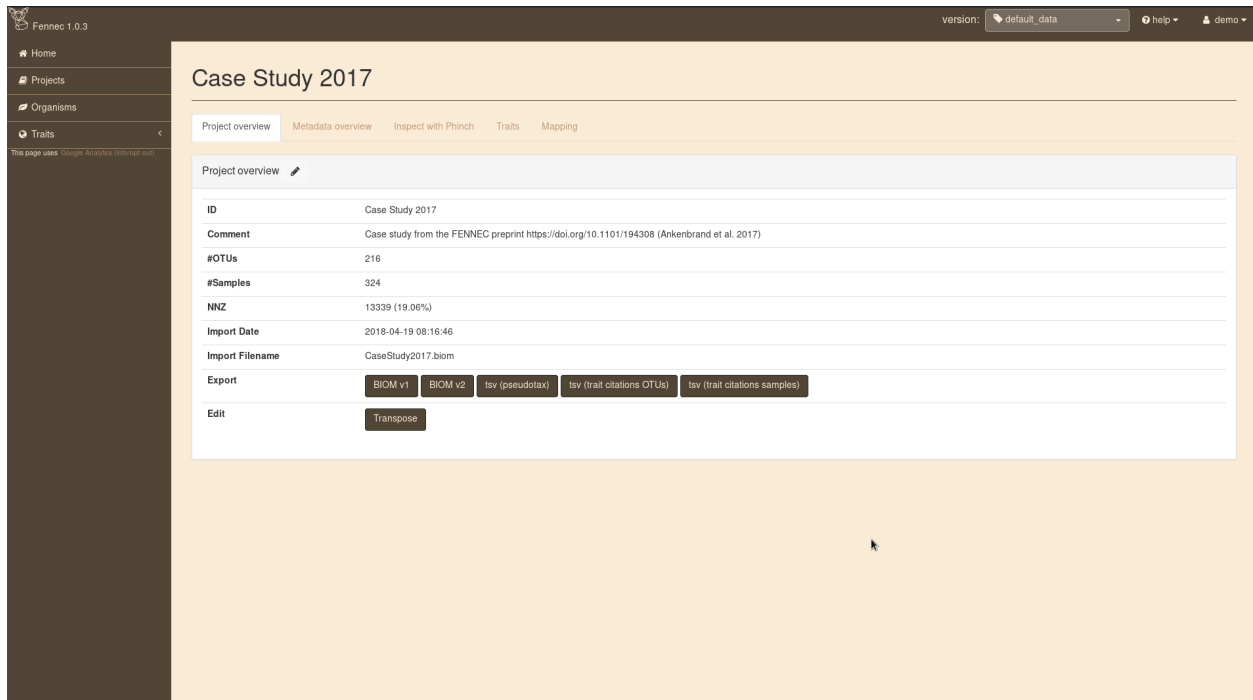 Fennec 1.0.3
version: default_data help demo
Home
Projects
Organisms
Traits
This page uses Google Analytics (info/opt-out)
Case Study 2017
Project overview Metadata overview Inspect with Phinch Traits Mapping
Project overview
ID Case Study 2017
Comment Case study from the FENNEC preprint https://doi.org/10.1101/194308 (Ankenbrand et al. 2017)
#OTUs 216
#Samples 324
NNZ 13339 (19.06%)
Import Date 2018-04-19 08:16:46
Import Filename CaseStudy2017.biom
Export BIOM v1 BIOM v2 tsv (pseudotax) tsv (trait citations OTUs) tsv (trait citations samples)
Edit Transpose